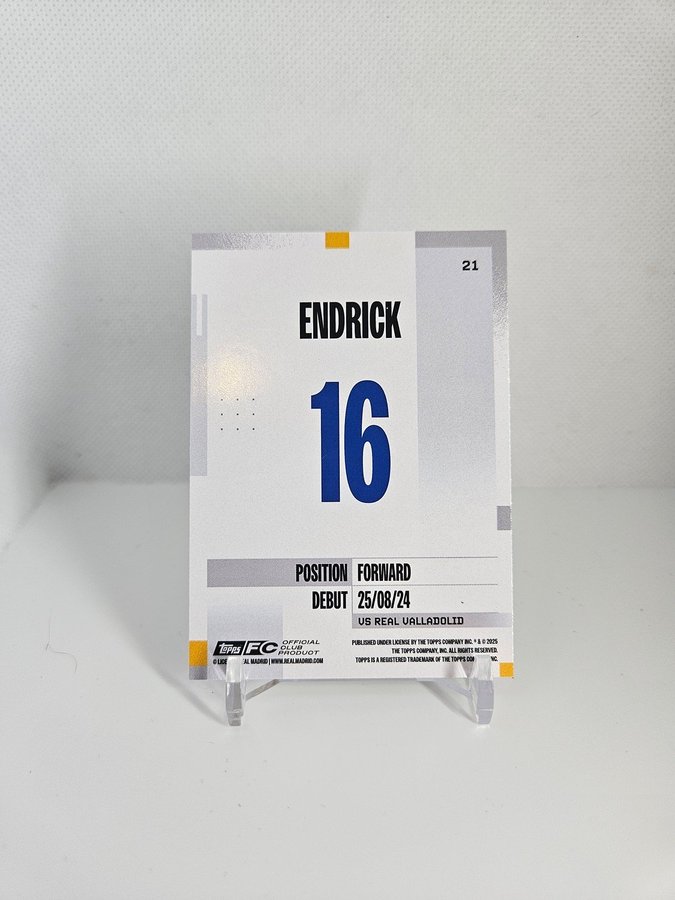 21
ENDRICK
16
POSITION FORWARD
DEBUT 25/08/24
VS REAL VALLADOLID
Topps FC OFFICIAL
CLUB
PRODUCT
REAL MADRID | WWW.REALMADRID.COM
PUBLISHED UNDER LICENSE BY THE TOPPS COMPANY INC. ® & © 2025
THE TOPPS COMPANY, INC. ALL RIGHTS RESERVED.
TOPPS IS A REGISTERED TRADEMARK OF THE TOPPS INC.